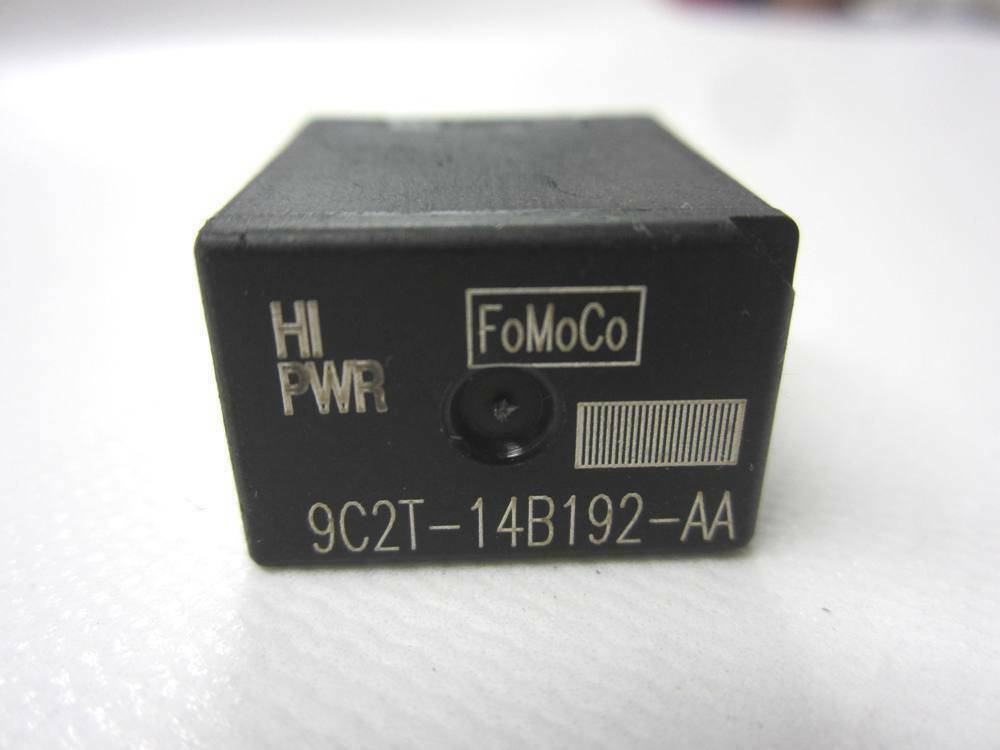 HI
PWR
FoMoCo
9C2T-14B192-AA